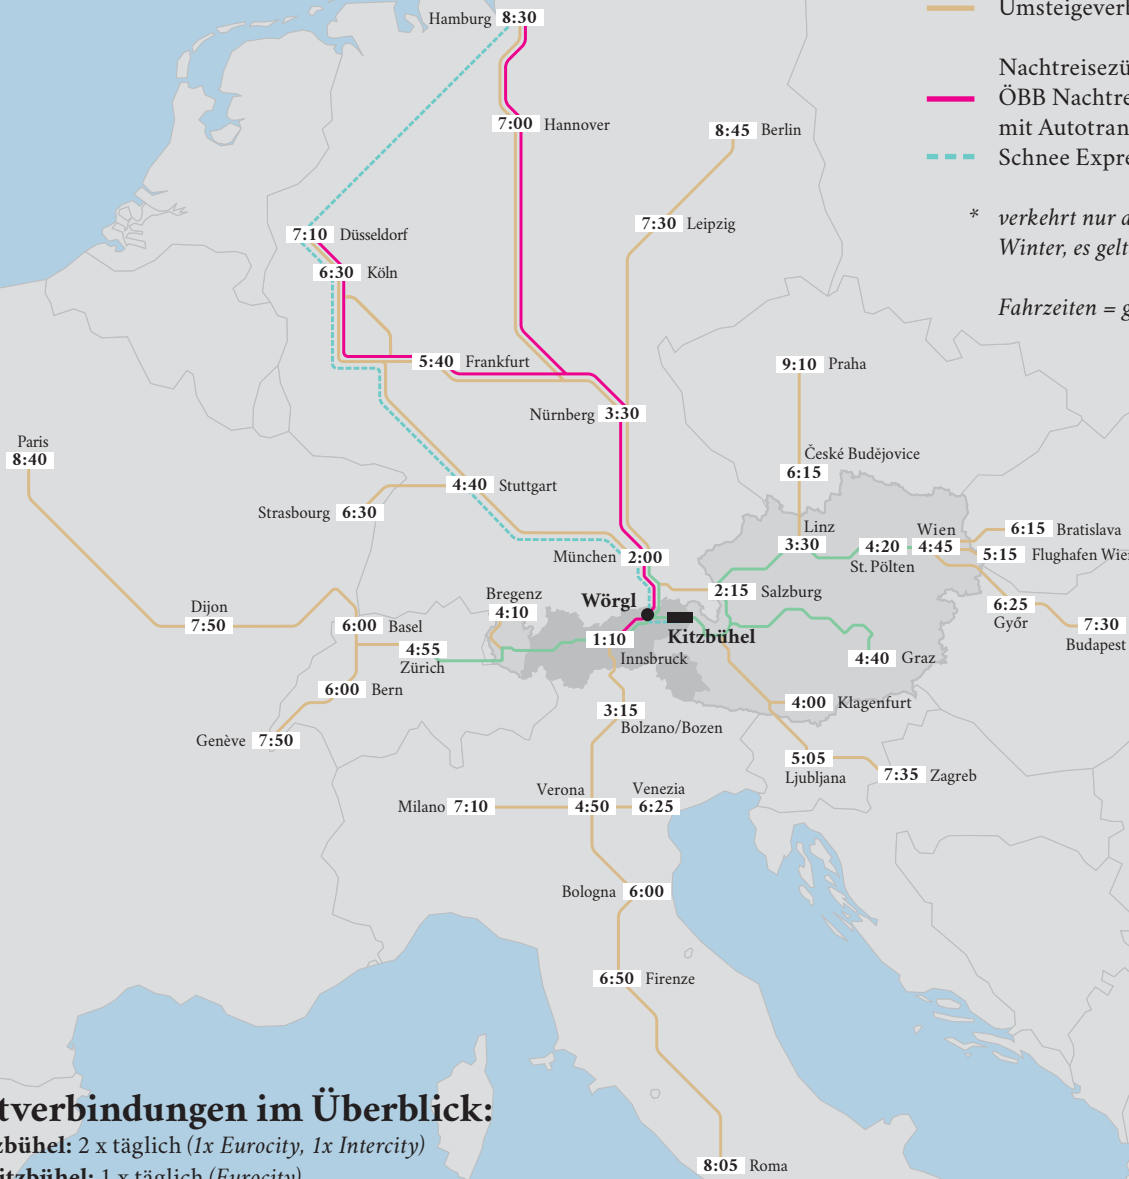 Hamburg 8:30
Umsteigeverb
Nachtreisezü
ÖBB Nachtre
mit Autotran
Schnee Expre
* verkehrt nur a
Winter, es gelt
Fahrzeiten = g
7:00 Hannover
8:45 Berlin
7:30 Leipzig
7:10 Düsseldorf
6:30 Köln
5:40 Frankfurt
9:10 Praha
Nürnberg 3:30
Paris
8:40
České Budějovice
6:15
4:40 Stuttgart
Strasbourg 6:30
Linz
3:30
Wien
4:20 4:45
St. Pölten
6:15 Bratislava
5:15 Flughafen Wie
München 2:00
2:15 Salzburg
Bregenz
4:10
Wörgl
Kitzbühel
6:25
Győr
7:30
Budapest
Dijon
7:50
6:00 Basel
4:55
Zürich
1:10
Innsbruck
4:40 Graz
6:00 Bern
4:00 Klagenfurt
3:15
Bolzano/Bozen
Genève 7:50
5:05
Ljubljana
7:35 Zagreb
Verona
Venezia
Milano 7:10 4:50 6:25
Bologna 6:00
6:50 Firenze
tverbindungen im Überblick:
zbühel: 2 x täglich (1x Eurocity, 1x Intercity)
itzbühel: 1 x täglich (Eurocity)
8:05 Roma